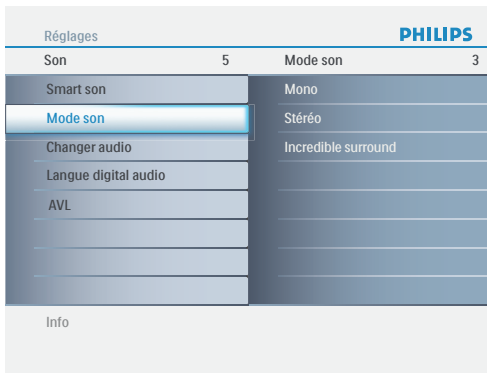 Réglages
PHILIPS
Son 5
Mode son 3
Smart son
Mono
Mode son
Stéréo
Changer audio
Incredible surround
Langue digital audio
AVL
Info